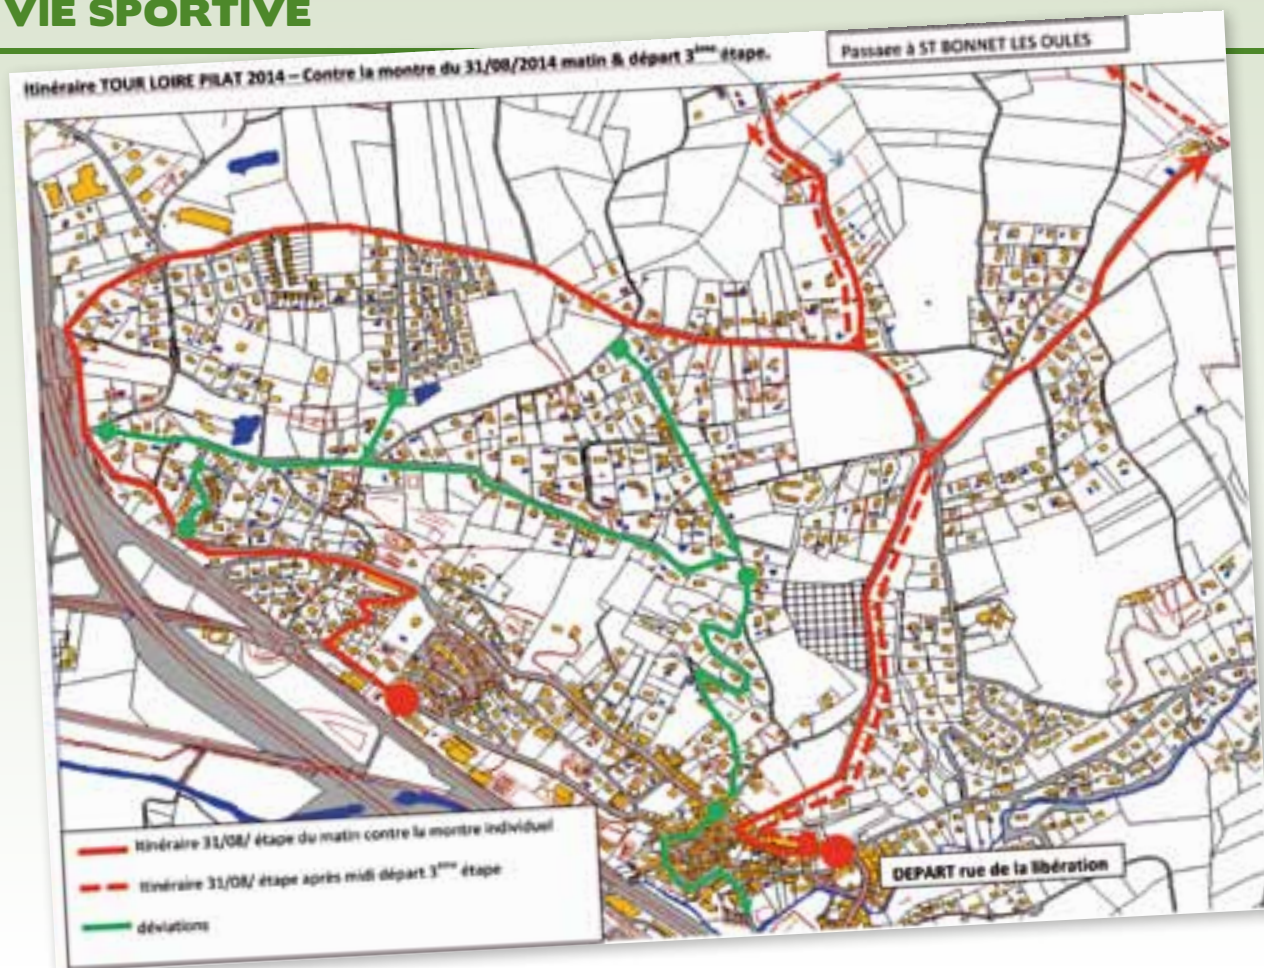 VIE SPORTIVE
Itinéraire TOUR LOIRE PILAT 2014 – Contre la montre du 31/08/2014 matin & départ 3ème étape.
Passage à ST BONNET LES OULES
Itinéraire 31/08/ étape du matin contre la montre individuel
Itinéraire 31/08/ étape après midi départ 3ème étape
déviations
DEPART rue de la libération